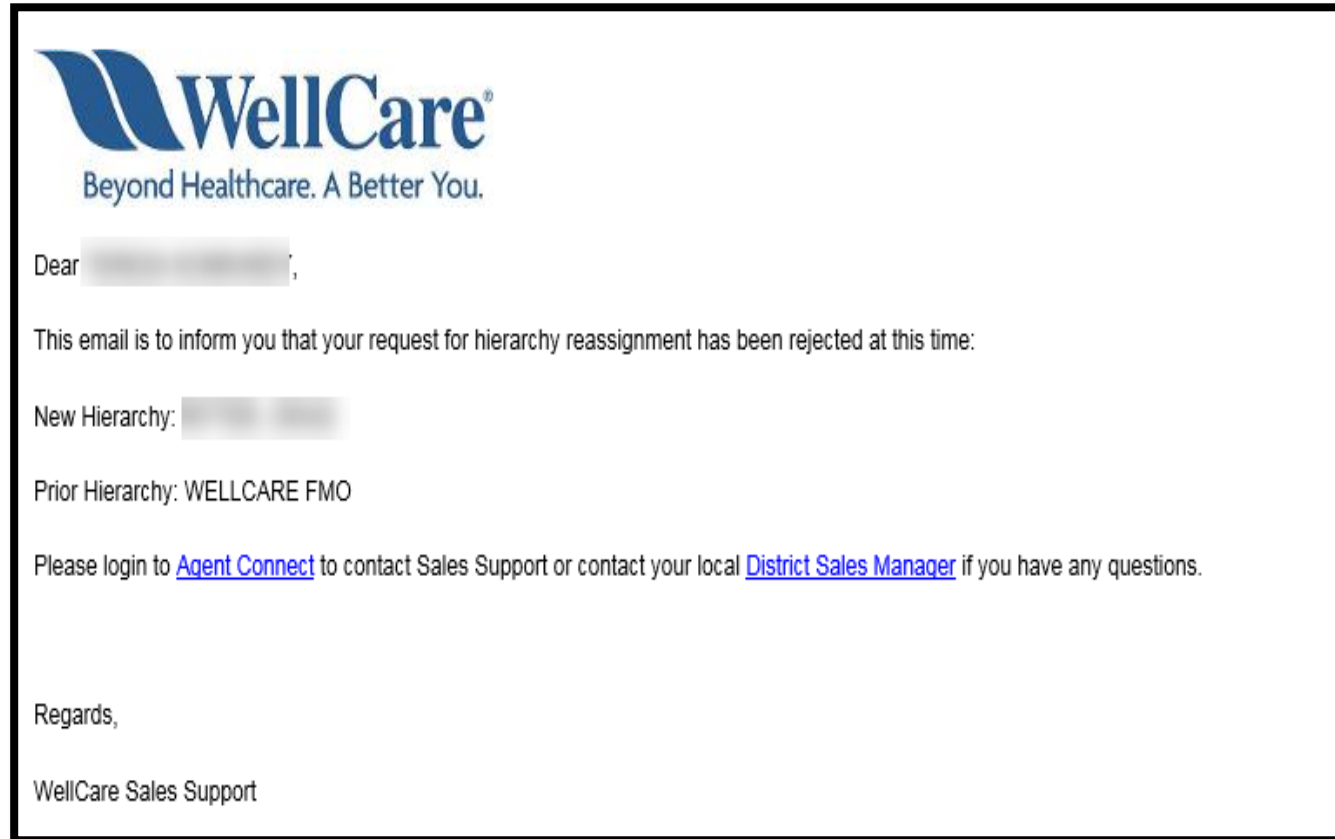 WellCare®
Beyond Healthcare. A Better You.
Dear ,
This email is to inform you that your request for hierarchy reassignment has been rejected at this time:
New Hierarchy:
Prior Hierarchy: WELLCARE FMO
Please login to Agent Connect to contact Sales Support or contact your local District Sales Manager if you have any questions.
Regards,
WellCare Sales Support